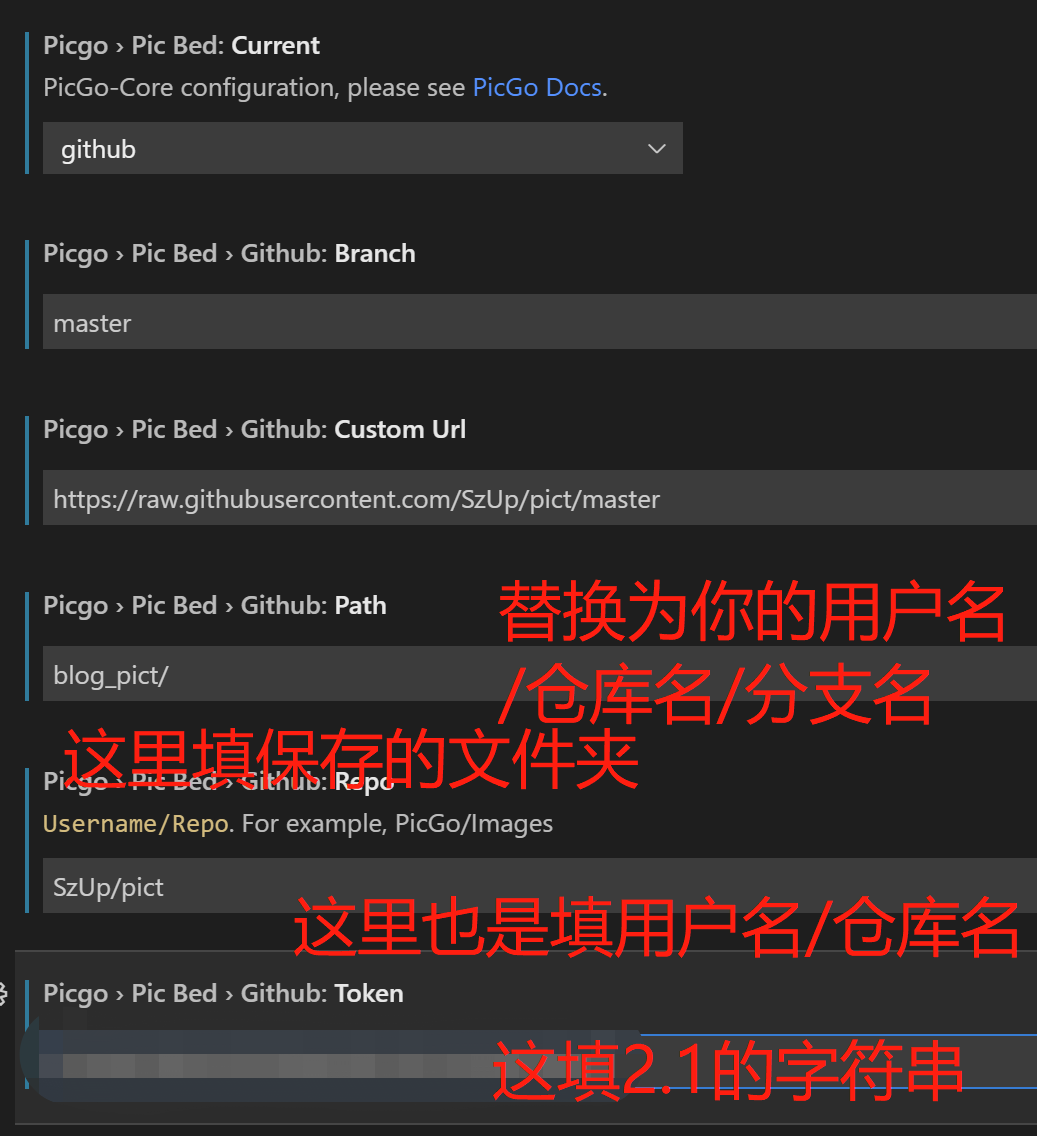 Picgo › Pic Bed: Current
PicGo-Core configuration, please see PicGo Docs.
github
Picgo › Pic Bed › Github: Branch
master
Picgo › Pic Bed › Github: Custom Url
https://raw.githubusercontent.com/SzUp/pict/master
Picgo › Pic Bed › Github: Path
替换为你的用户名
blog_pict/
/仓库名/分支名
这里填保存的文件夹
Picgo › Pic Bed › Github: Repo
Username/Repo. For example, PicGo/Images
SzUp/pict
这里也是填用户名/仓库名
Picgo › Pic Bed › Github: Token
这填2.1的字符串